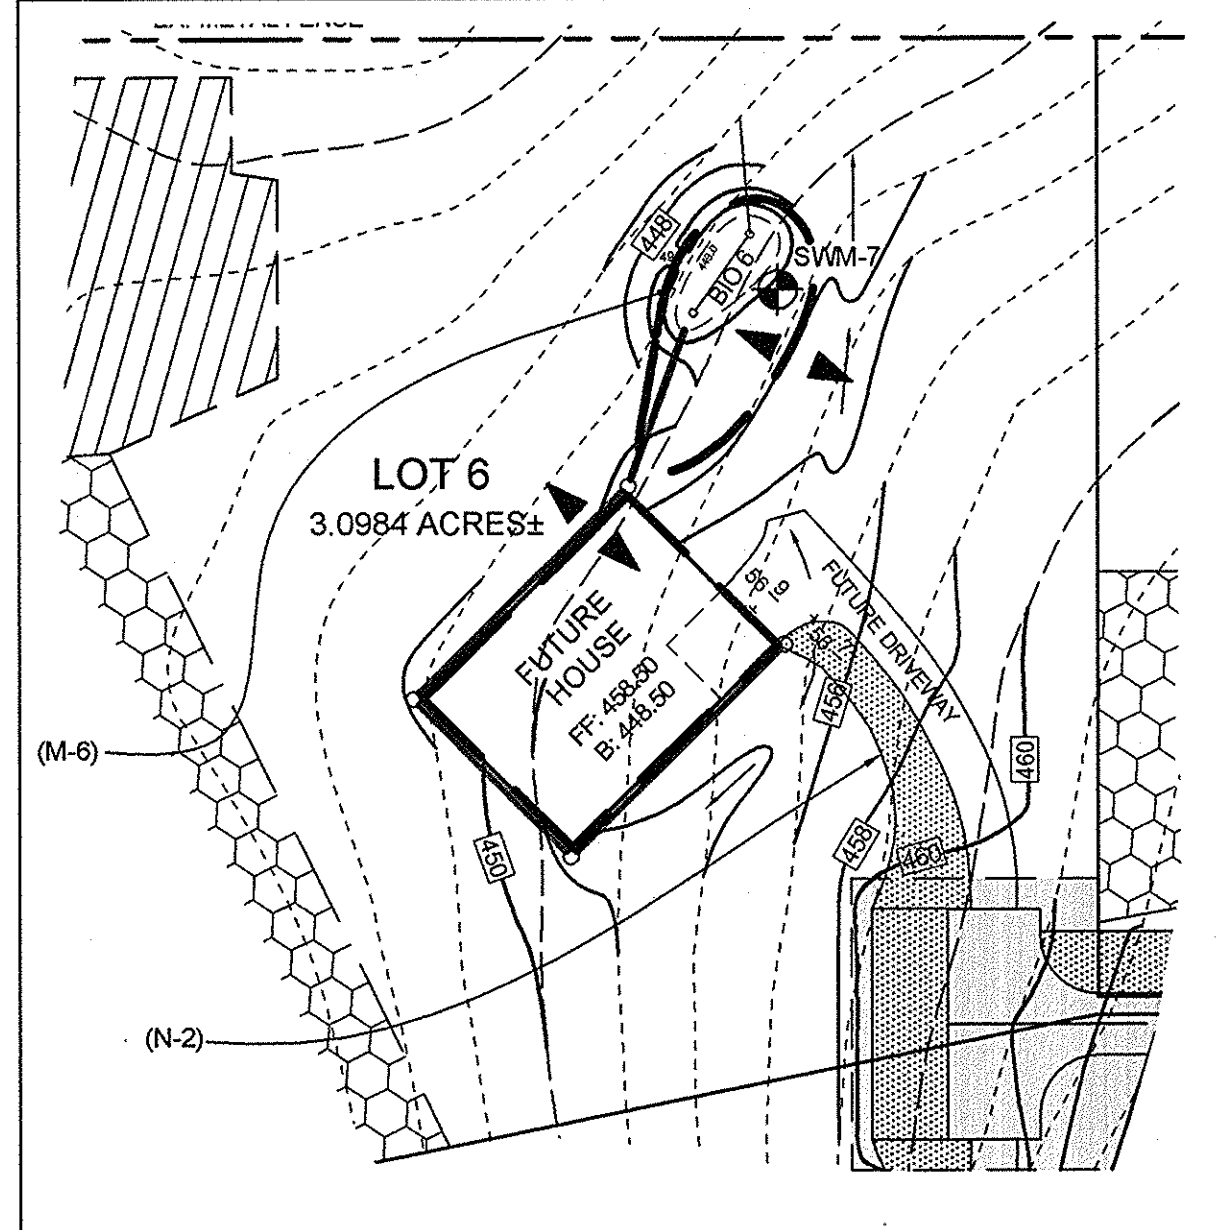 448
BIO 6
SWM-7
LOT 6
3.0984 ACRES±
FUTURE
HOUSE
FF: 458.50
B: 448.50
FUTURE DRIVEWAY
456
(M-6)
460
450
458
460
(N-2)